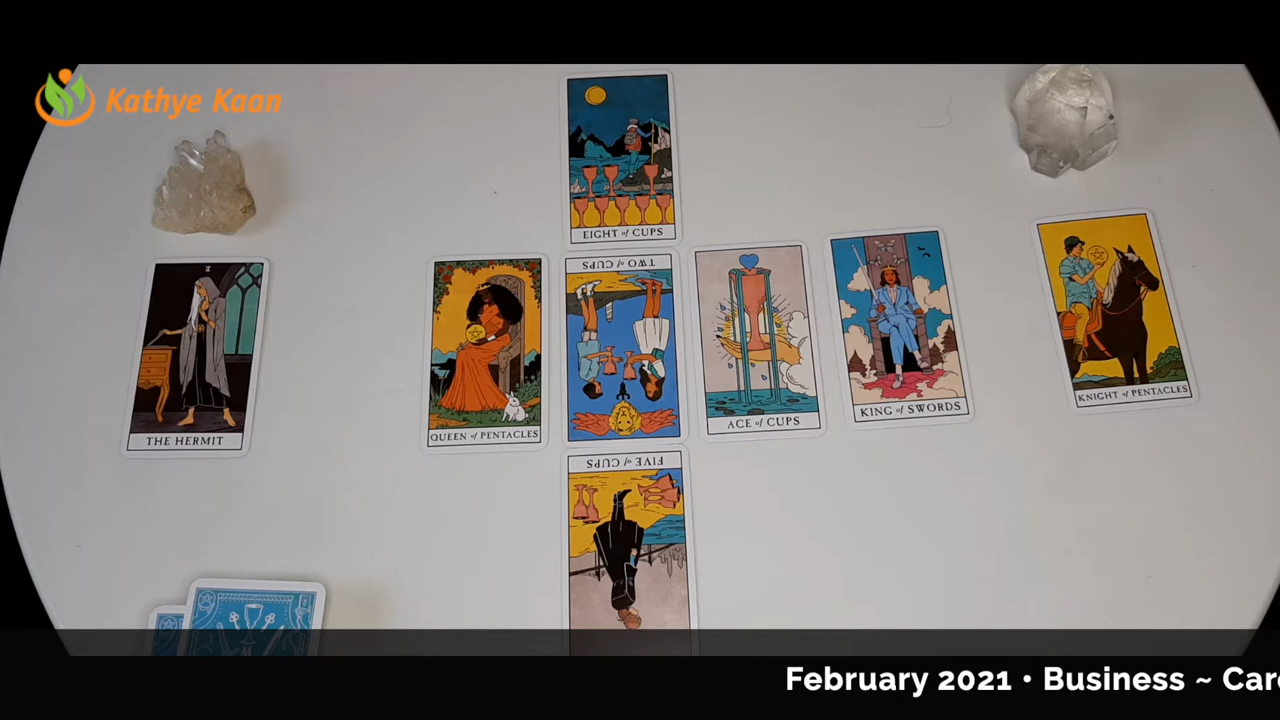 Kathye Kaan
EIGHT of CUPS
TWO of CUPS
THE HERMIT
QUEEN of PENTACLES
ACE of CUPS
KING of SWORDS
KNIGHT of PENTACLES
FIVE of CUPS
February 2021 • Business ~ Care